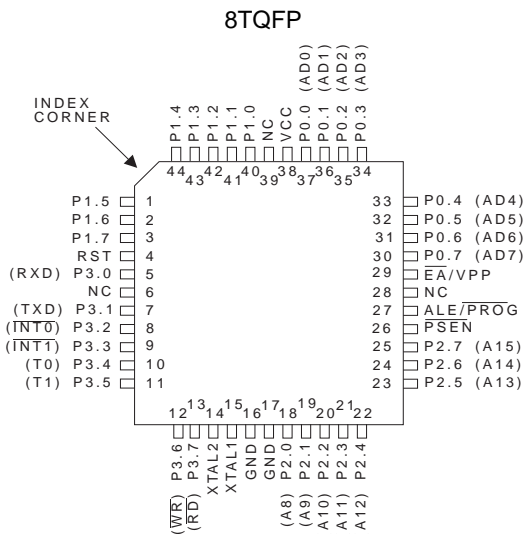 8TQFP
INDEX
CORNER
P1.4
P1.3
P1.2
P1.1
P1.0
NC
VCC
P0.0 (AD0)
P0.1 (AD1)
P0.2 (AD2)
P0.3 (AD3)
44 43 42 41 40 39 38 37 36 35 34
P1.5 1
P1.6 2
P1.7 3
RST 4
(RXD) P3.0 5
NC 6
(TXD) P3.1 7
(INT0) P3.2 8
(INT1) P3.3 9
(T0) P3.4 10
(T1) P3.5 11
33 P0.4 (AD4)
32 P0.5 (AD5)
31 P0.6 (AD6)
30 P0.7 (AD7)
29 EA/VPP
28 NC
27 ALE/PROG
26 PSEN
25 P2.7 (A15)
24 P2.6 (A14)
23 P2.5 (A13)
12 13 14 15 16 17 18 19 20 21 22
(WR) P3.6
(RD) P3.7
XTAL2
XTAL1
GND
GND
(A8) P2.0
(A9) P2.1
A10) P2.2
A11) P2.3
A12) P2.4